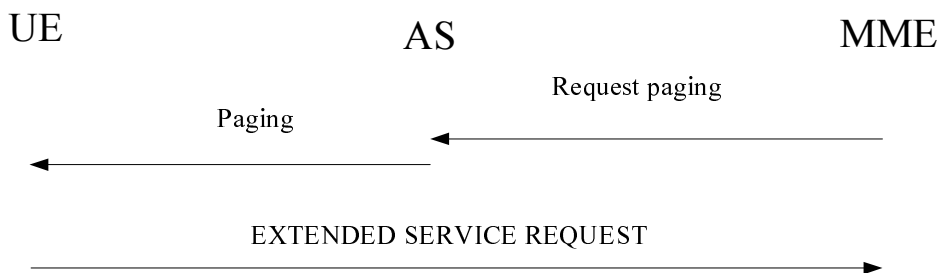 UE
AS
MME
Request paging
Paging
EXTENDED SERVICE REQUEST